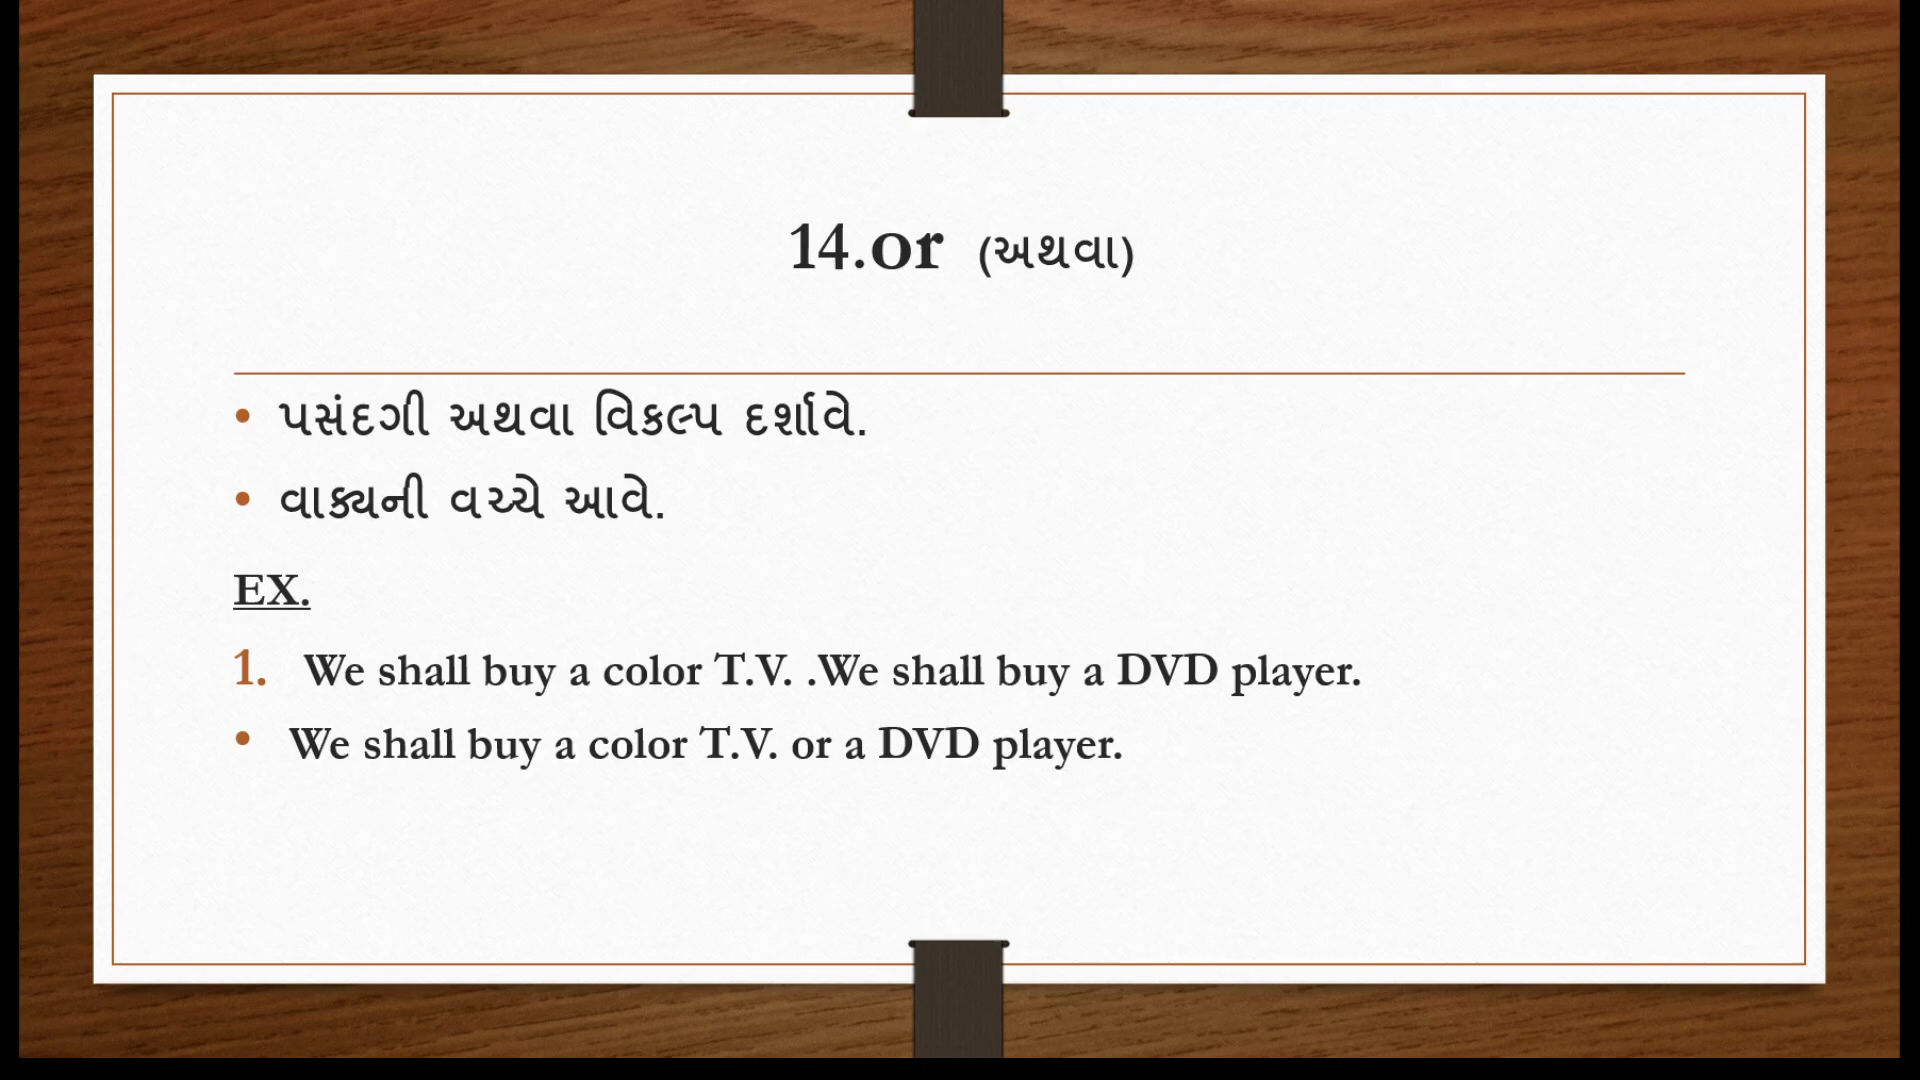 14.or (અથવા)
• પસંદગી અથવા વિકલ્પ દર્શાવે.
• વાક્યની વચ્ચે આવે.
EX.
1. We shall buy a color T.V. .We shall buy a DVD player.
• We shall buy a color T.V. or a DVD player.